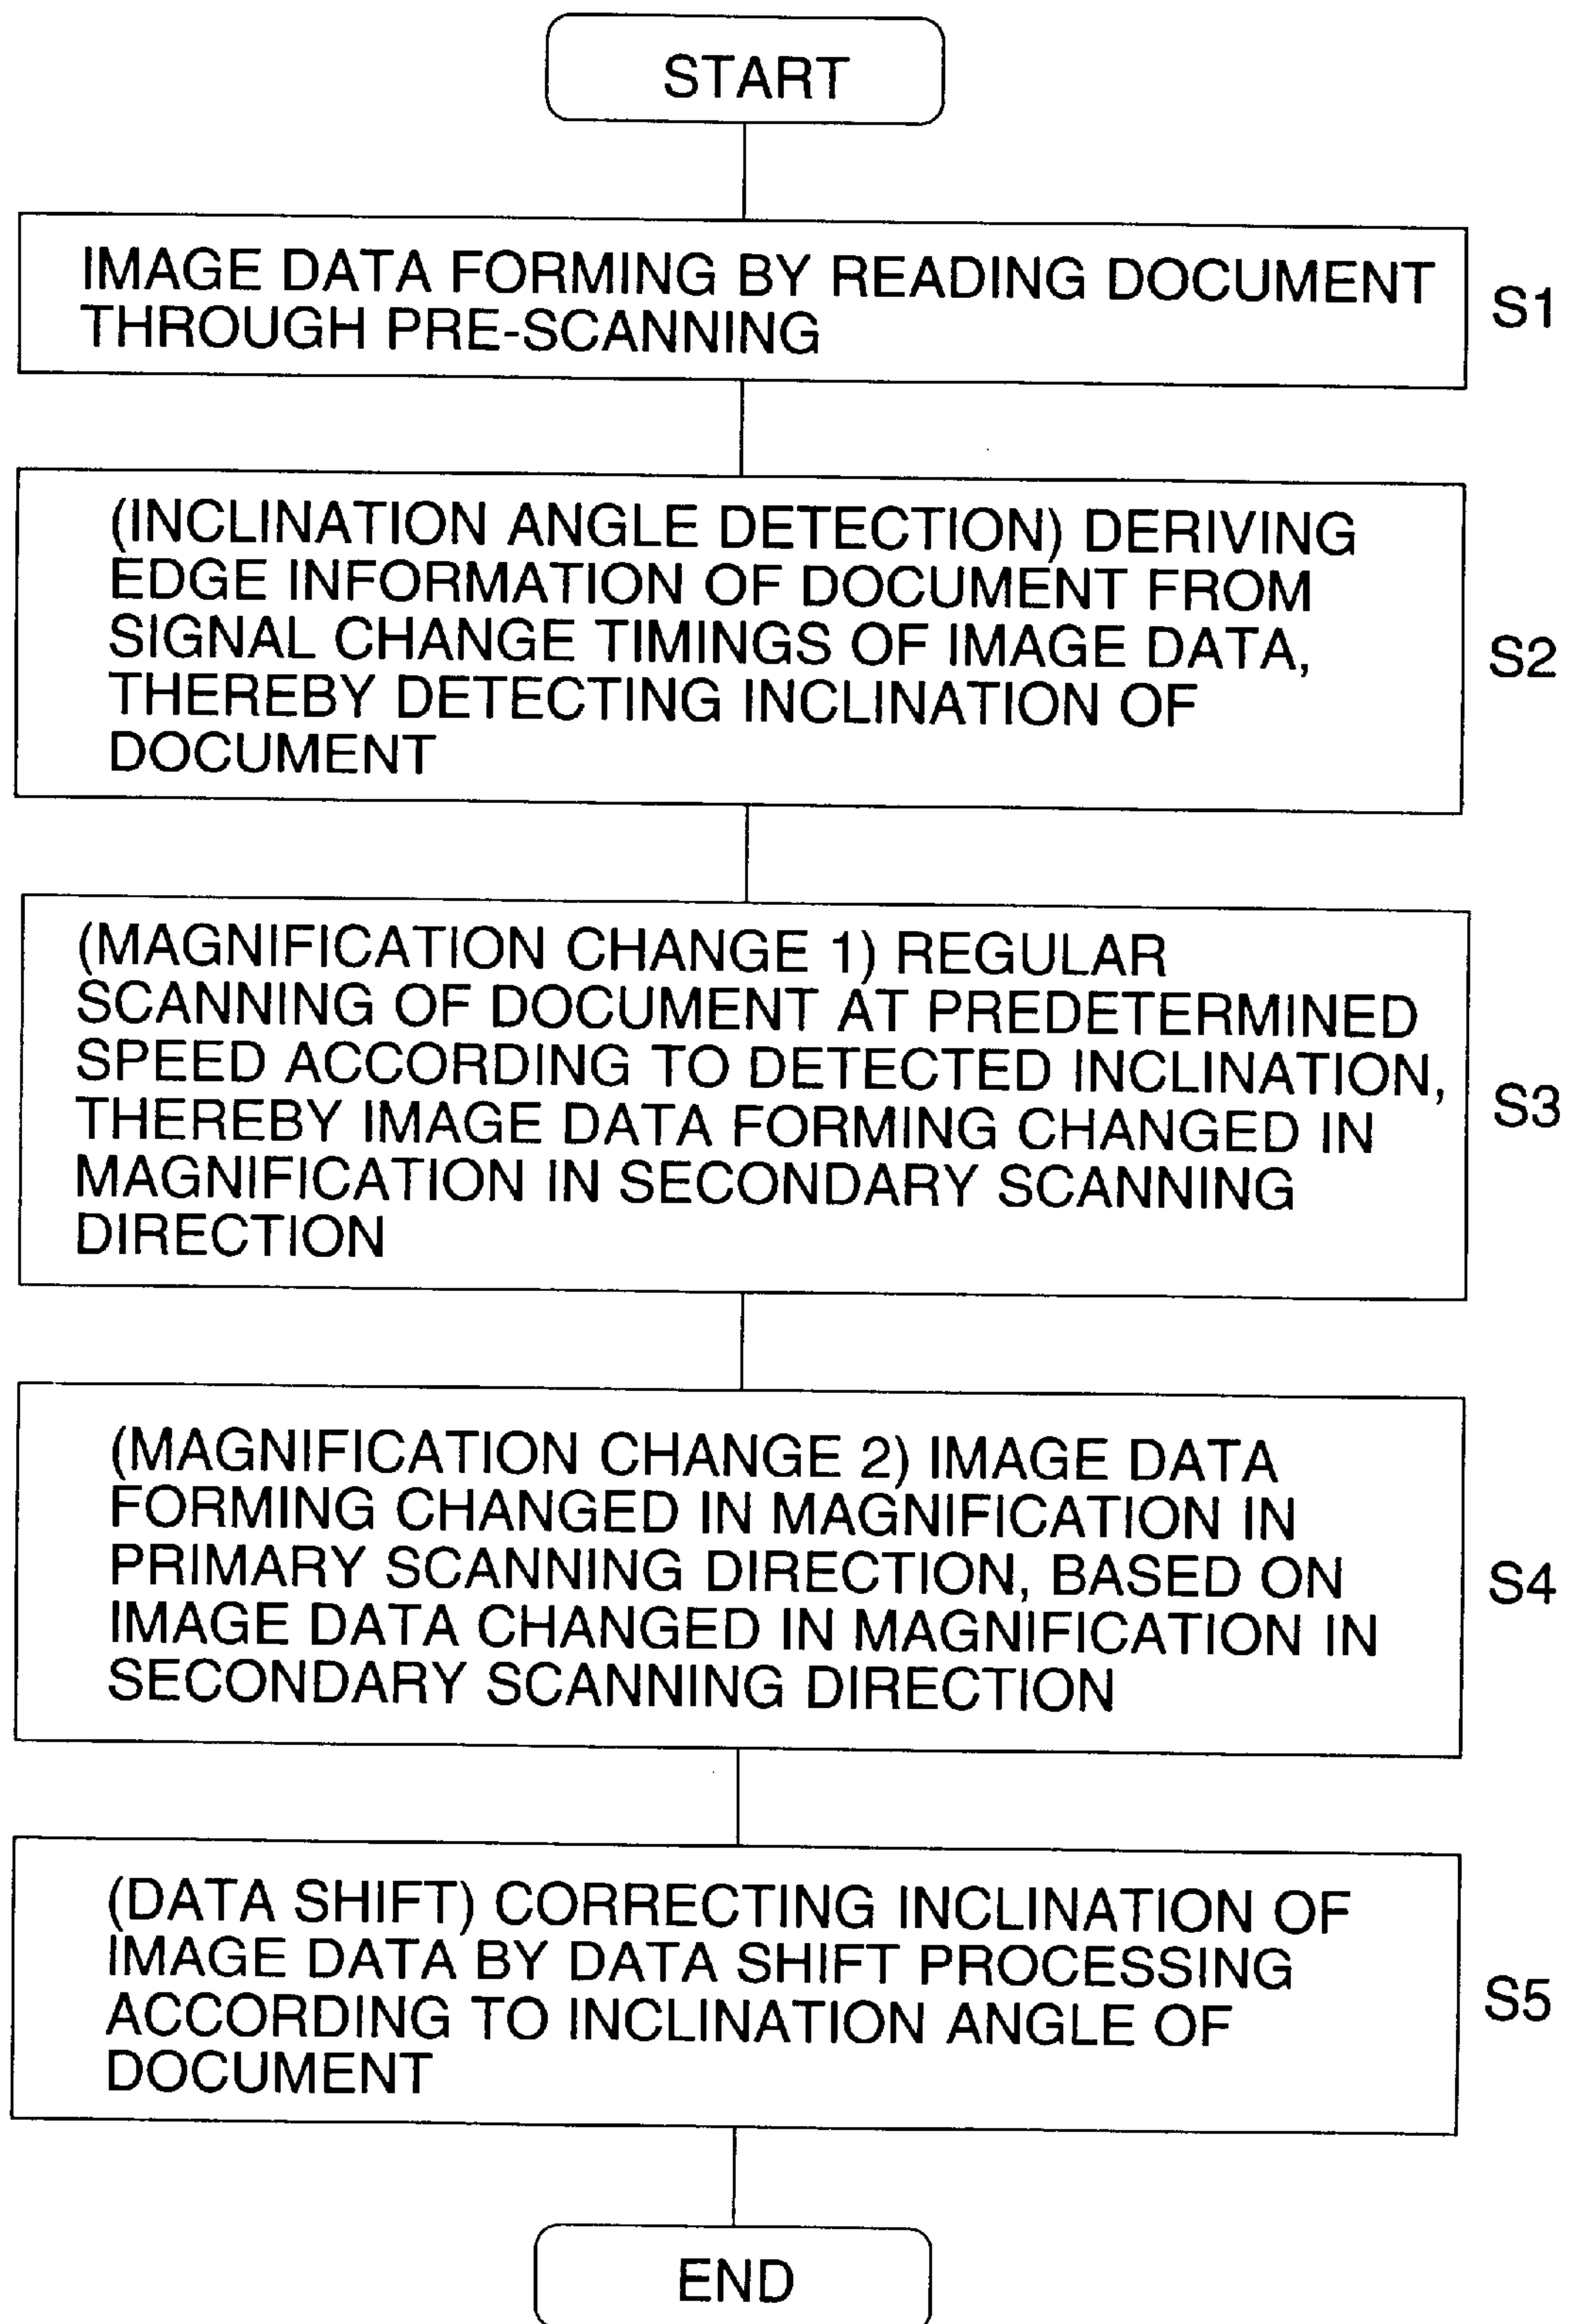 START
IMAGE DATA FORMING BY READING DOCUMENT
THROUGH PRE-SCANNING
S1
(INCLINATION ANGLE DETECTION) DERIVING
EDGE INFORMATION OF DOCUMENT FROM
SIGNAL CHANGE TIMINGS OF IMAGE DATA,
THEREBY DETECTING INCLINATION OF
DOCUMENT
S2
(MAGNIFICATION CHANGE 1) REGULAR
SCANNING OF DOCUMENT AT PREDETERMINED
SPEED ACCORDING TO DETECTED INCLINATION,
THEREBY IMAGE DATA FORMING CHANGED IN
MAGNIFICATION IN SECONDARY SCANNING
DIRECTION
S3
(MAGNIFICATION CHANGE 2) IMAGE DATA
FORMING CHANGED IN MAGNIFICATION IN
PRIMARY SCANNING DIRECTION, BASED ON
IMAGE DATA CHANGED IN MAGNIFICATION IN
SECONDARY SCANNING DIRECTION
S4
(DATA SHIFT) CORRECTING INCLINATION OF
IMAGE DATA BY DATA SHIFT PROCESSING
ACCORDING TO INCLINATION ANGLE OF
DOCUMENT
S5
END